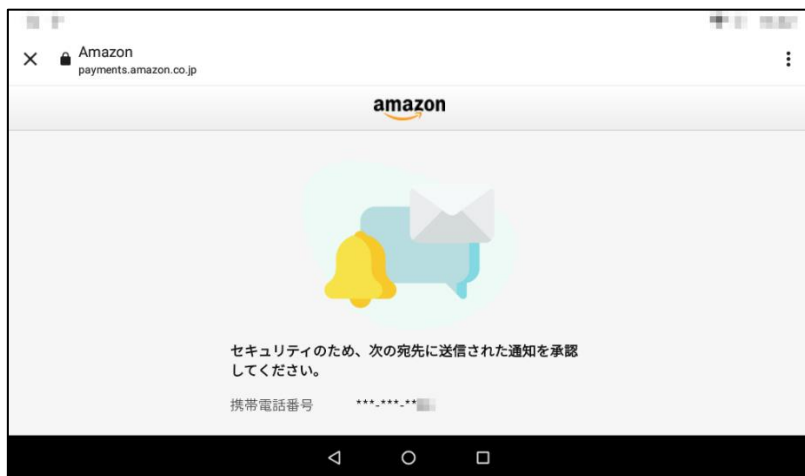 Amazon
payments.amazon.co.jp
amazon
セキュリティのため、次の宛先に送信された通知を承認
してください。
携帯電話番号 ***-***-**